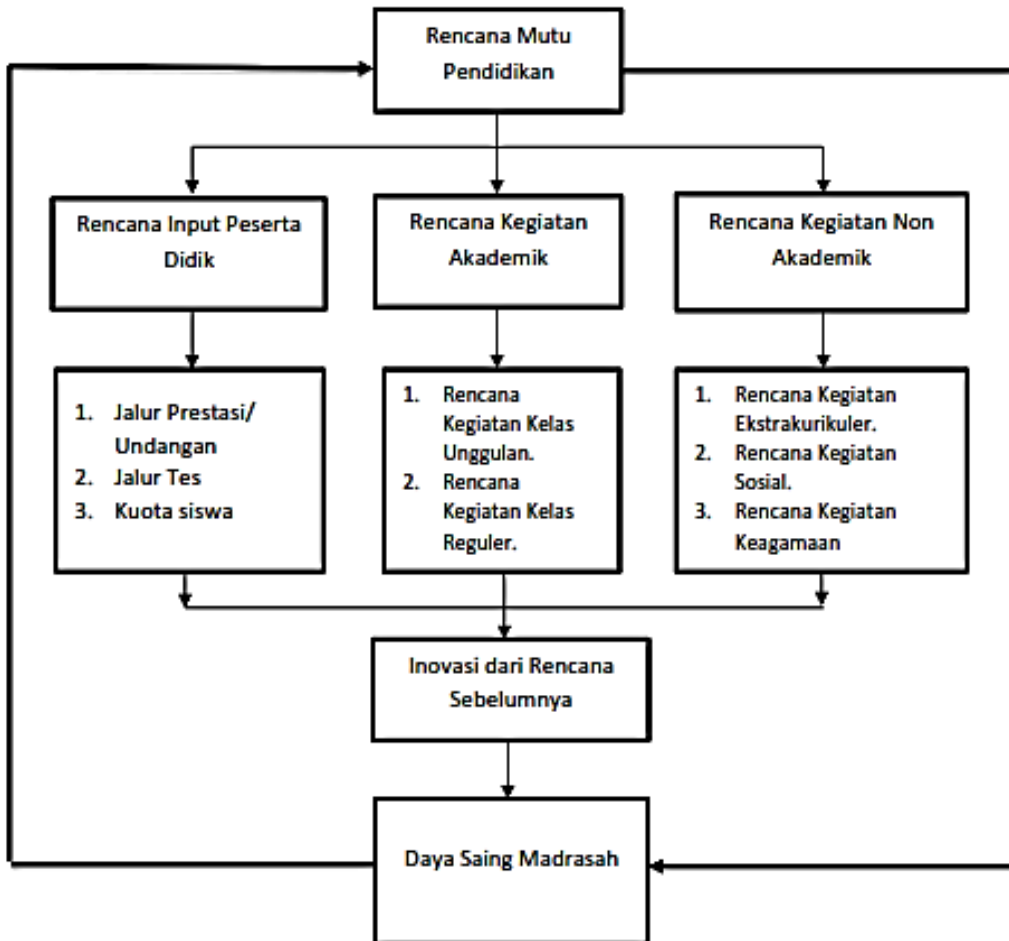 Rencana Mutu
Pendidikan
Rencana Input Peserta
Didik
Rencana Kegiatan
Akademik
Rencana Kegiatan Non
Akademik
1. Jalur Prestasi/
Undangan
2. Jalur Tes
3. Kuota siswa
1. Rencana
Kegiatan Kelas
Unggulan.
2. Rencana
Kegiatan Kelas
Reguler.
1. Rencana Kegiatan
Ekstrakurikuler.
2. Rencana Kegiatan
Sosial.
3. Rencana Kegiatan
Keagamaan
Inovasi dari Rencana
Sebelumnya
Daya Saing Madrasah